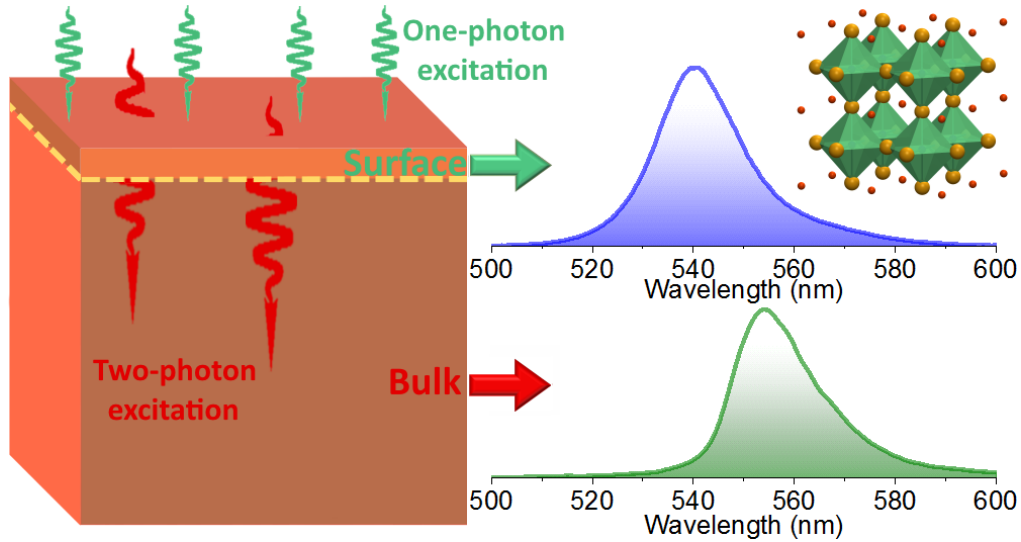 One-photon
excitation
Surface
500 520 540 560 580 600
Wavelength (nm)
Two-photon
excitation
Bulk
500 520 540 560 580 600
Wavelength (nm)